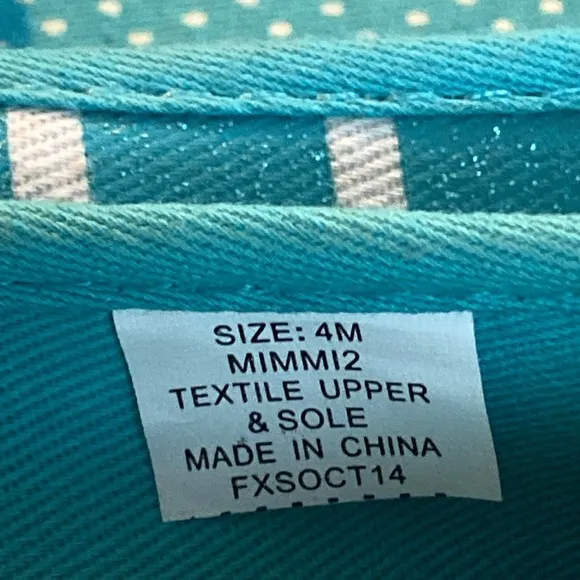 SIZE: 4M
MIMMI2
TEXTILE UPPER
& SOLE
MADE IN CHINA
FXSOCT14